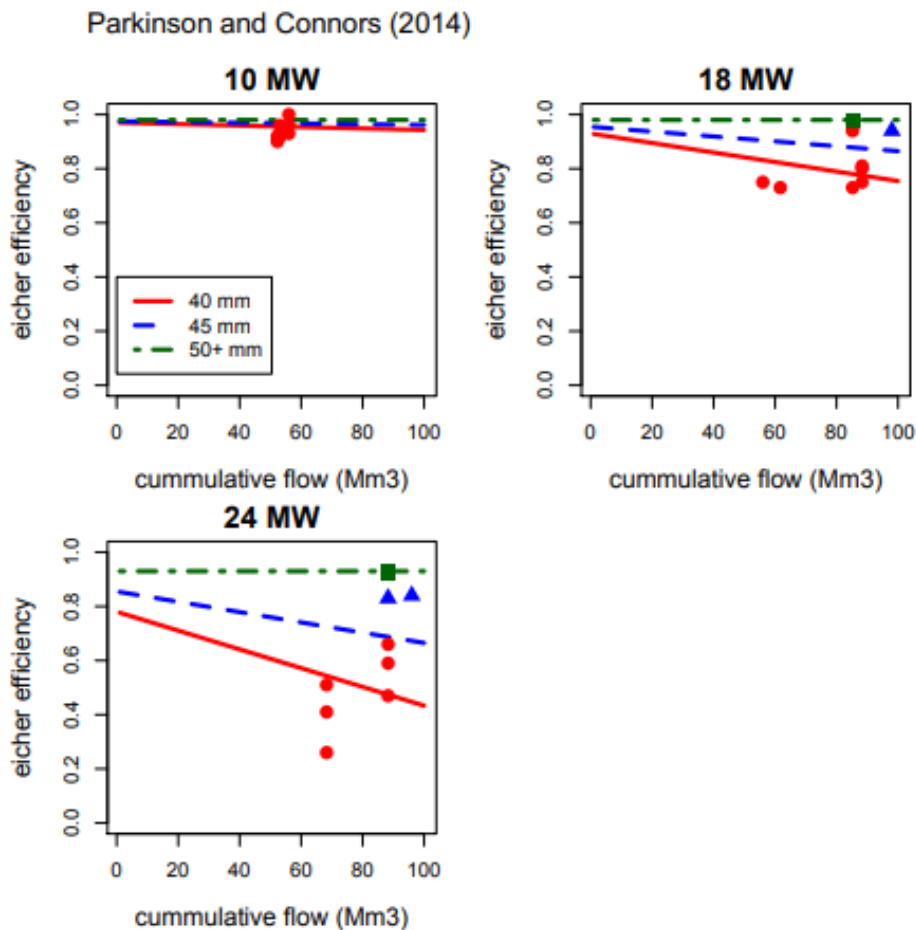 Parkinson and Connors (2014)
10 MW
eicher efficiency
1.0
0.8
0.6
0.4
0.2
0.0
40 mm
45 mm
50+ mm
0 20 40 60 80 100
cummulative flow (Mm3)
18 MW
eicher efficiency
1.0
0.8
0.6
0.4
0.2
0.0
0 20 40 60 80 100
cummulative flow (Mm3)
24 MW
eicher efficiency
1.0
0.8
0.6
0.4
0.2
0.0
0 20 40 60 80 100
cummulative flow (Mm3)